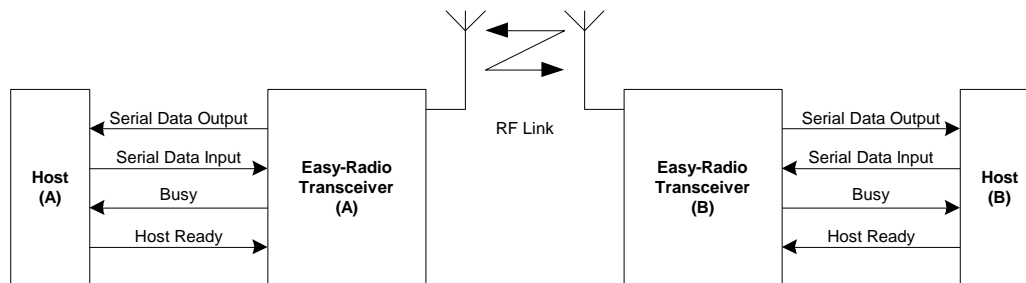 Serial Data Output
Serial Data Input
Busy
Host Ready
Host
(A)
Easy-Radio
Transceiver
(A)
RF Link
Easy-Radio
Transceiver
(B)
Serial Data Output
Serial Data Input
Busy
Host Ready
Host
(B)